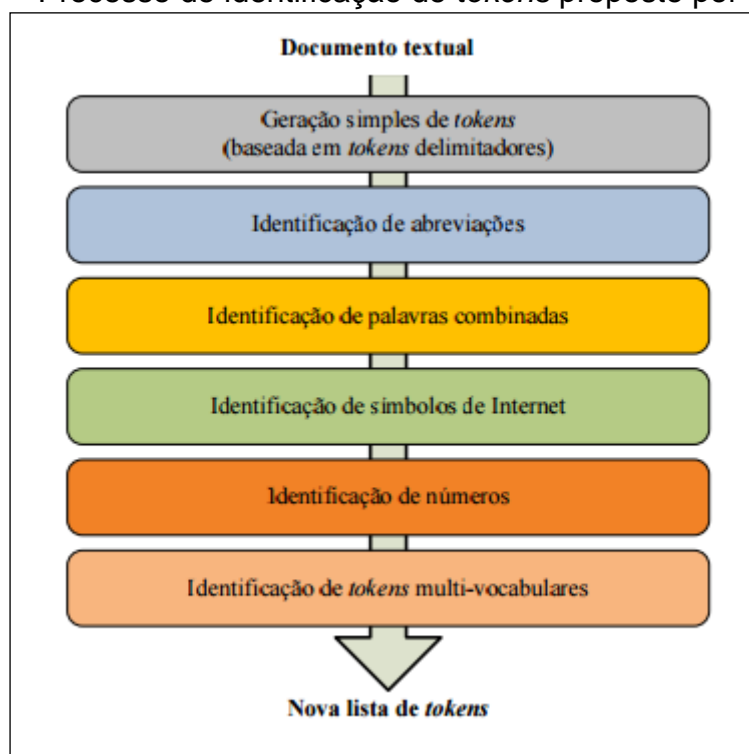 Processo de identificação de tokens proposto por
Documento textual
Geração simples de tokens
(baseada em tokens delimitadores)
Identificação de abreviações
Identificação de palavras combinadas
Identificação de símbolos de Internet
Identificação de números
Identificação de tokens multi-vocabulares
Nova lista de tokens